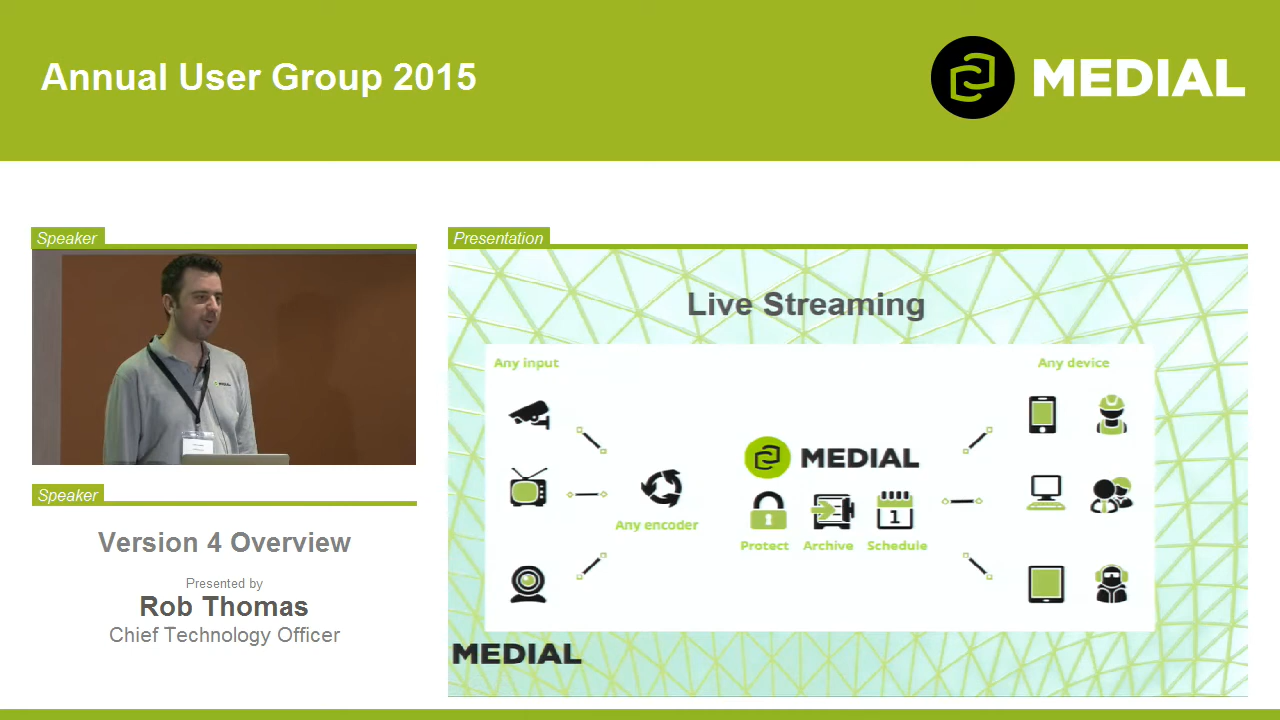 Annual User Group 2015
MEDIAL
Speaker
Presentation
Live Streaming
Any input
Any device
MEDIAL
Any encoder
1
Protect Archive Schedule
MEDIAL
Speaker
Version 4 Overview
Presented by
Rob Thomas
Chief Technology Officer